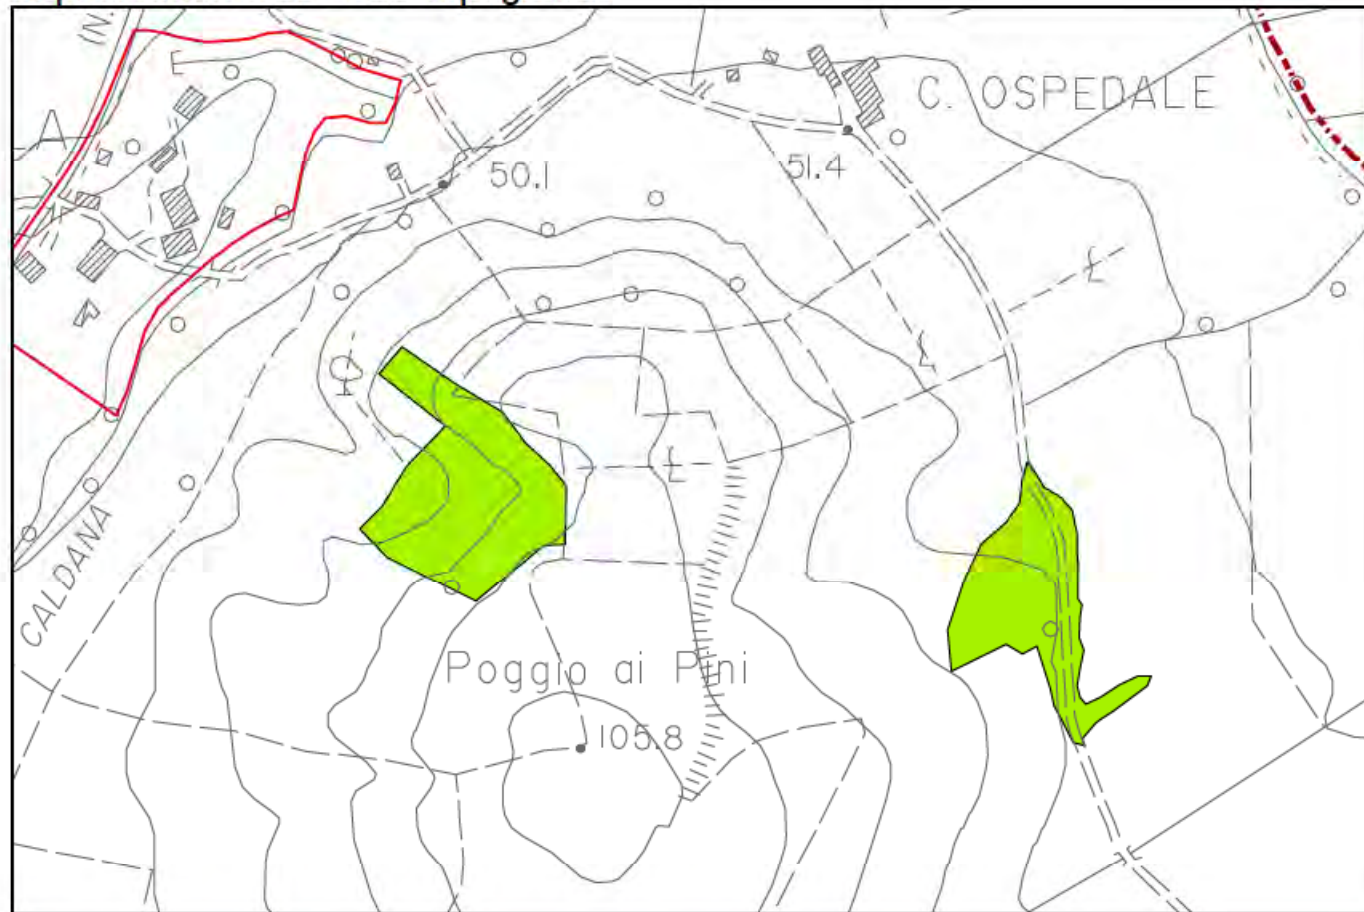 (N.
A
C. OSPEDALE
50.1
51.4
CALDANA
Poggio ai Pini
105.8